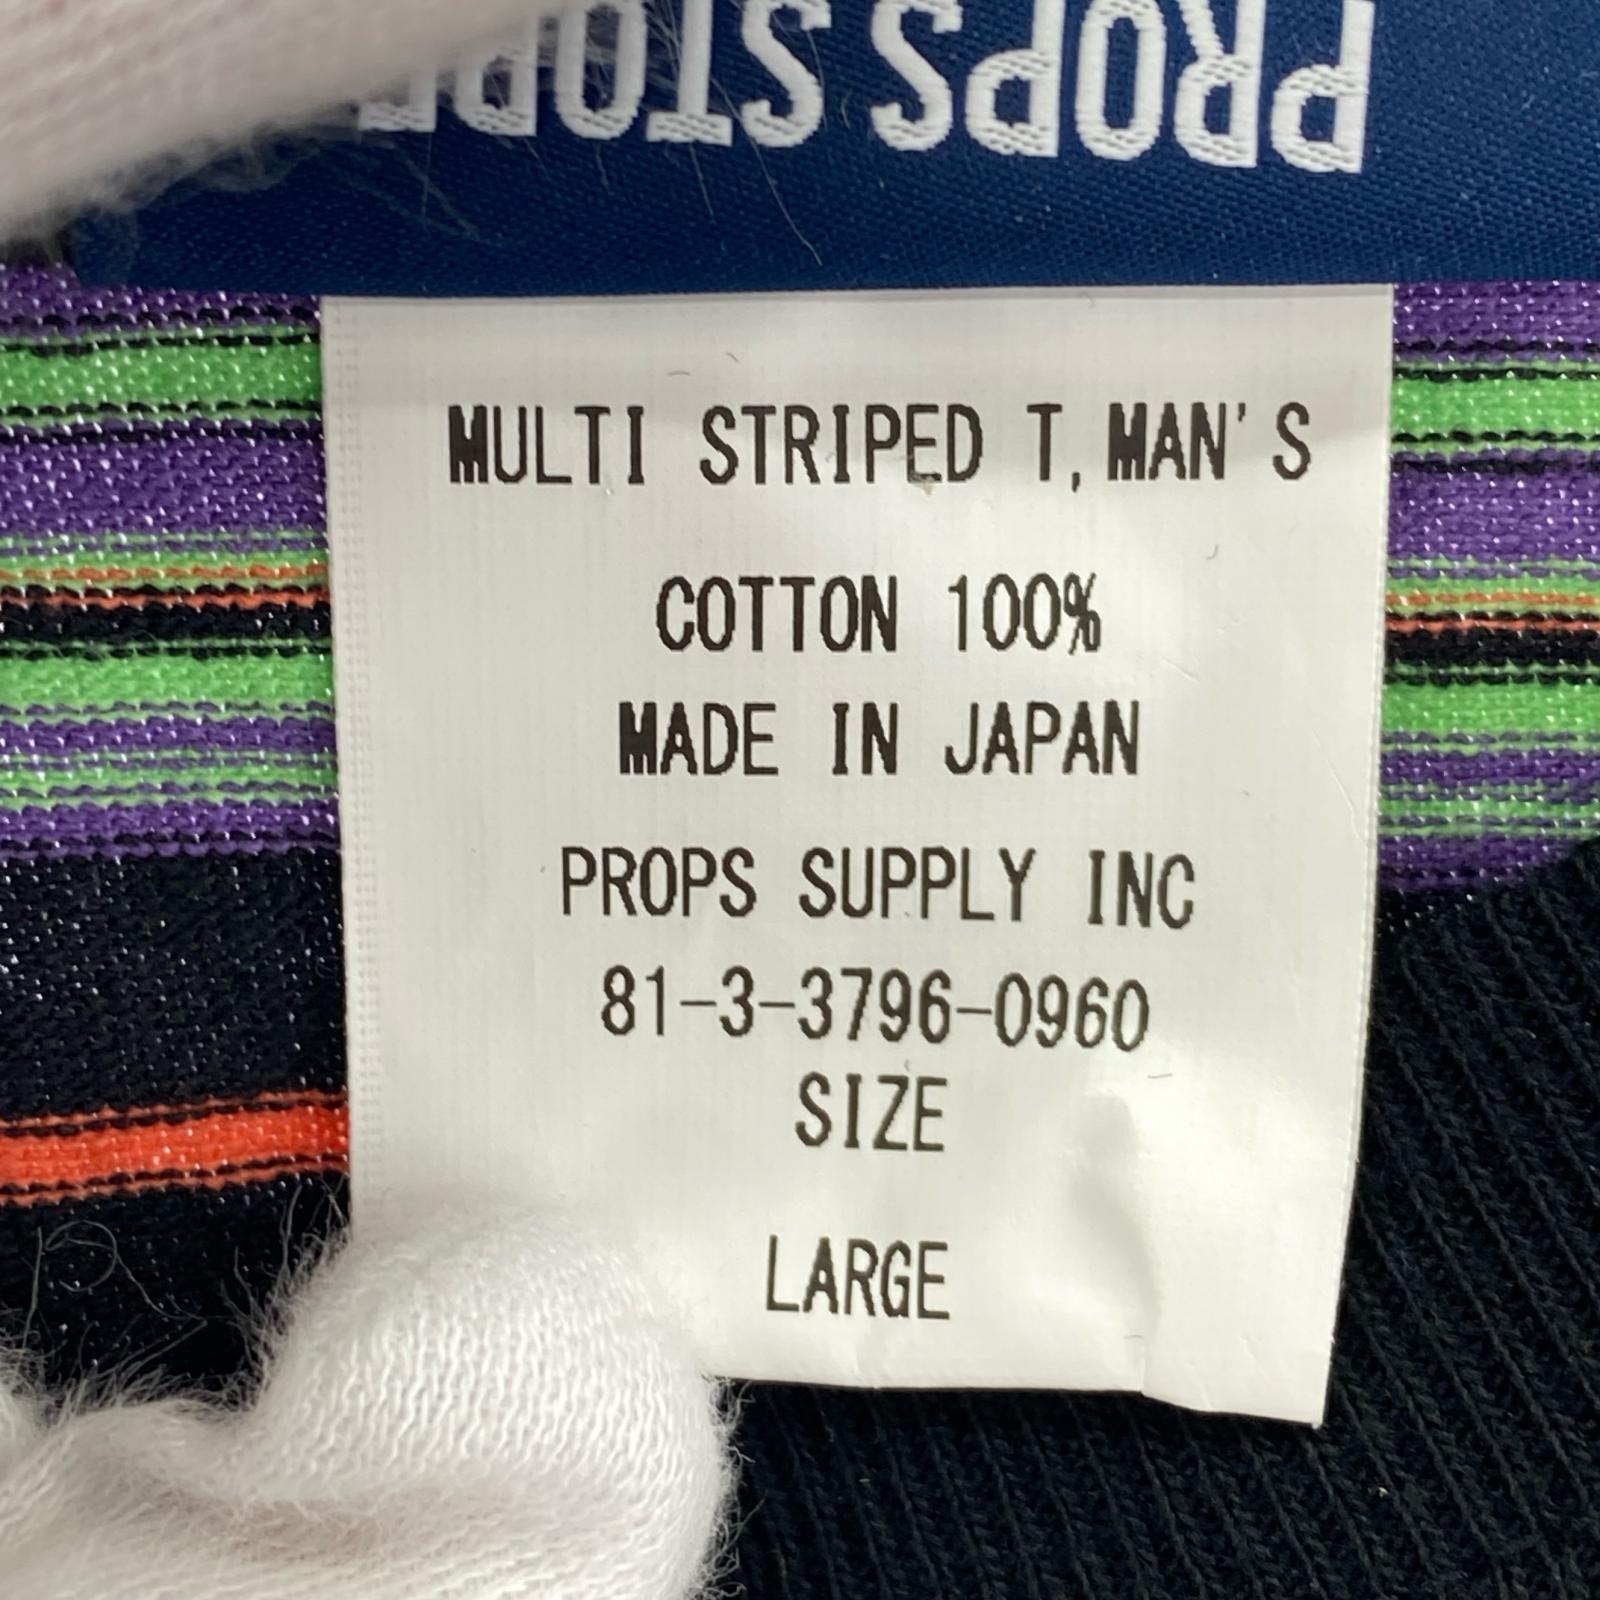 PROPS STORE
MULTI STRIPED T, MAN'S
COTTON 100%
MADE IN JAPAN
PROPS SUPPLY INC
81-3-3796-0960
SIZE
LARGE